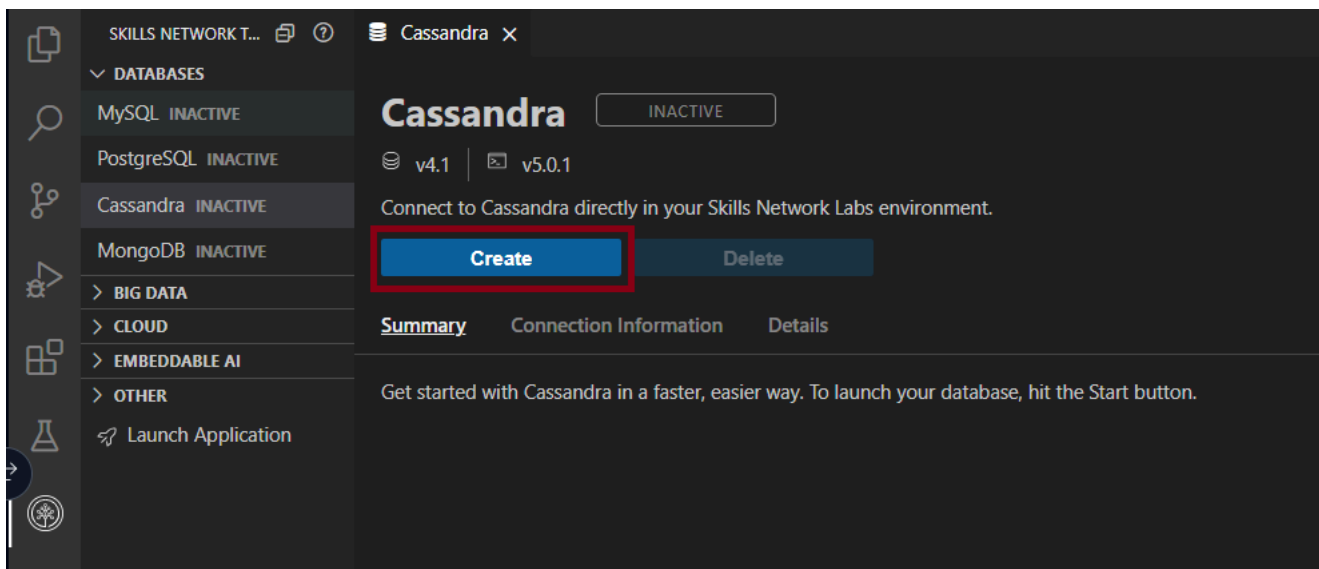 SKILLS NETWORK T...
DATABASES
MySQL INACTIVE
PostgreSQL INACTIVE
Cassandra INACTIVE
MongoDB INACTIVE
BIG DATA
CLOUD
EMBEDDABLE AI
OTHER
Launch Application
Cassandra
Cassandra INACTIVE
v4.1 v5.0.1
Connect to Cassandra directly in your Skills Network Labs environment.
Create Delete
Summary Connection Information Details
Get started with Cassandra in a faster, easier way. To launch your database, hit the Start button.